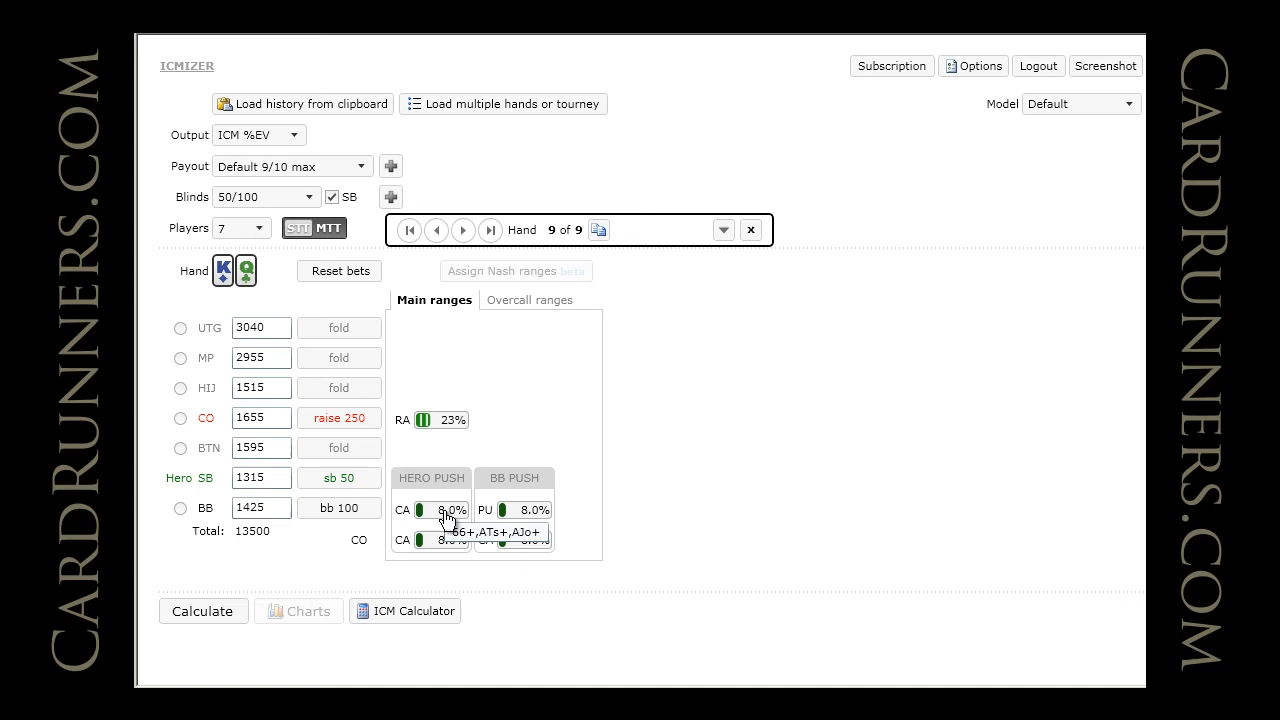 CARDRUNNERS.COM
ICMIZER
Subscription Options Logout Screenshot
Load history from clipboard Load multiple hands or tourney Model Default
Output ICM %EV
Payout Default 9/10 max
Blinds 50/100 SB
Players 7 STT MTT Hand 9 of 9 x
Hand K Q Reset bets Assign Nash ranges beta
Main ranges Overcall ranges
UTG 3040 fold
MP 2955 fold
HIJ 1515 fold
CO 1655 raise 250 RA 23%
BTN 1595 fold
Hero SB 1315 sb 50 HERO PUSH BB PUSH
BB 1425 bb 100 CA 8.0% PU 8.0%
Total: 13500 66+,ATs+,AJo+
CO CA
Calculate Charts ICM Calculator
CARDRUNNERS.COM